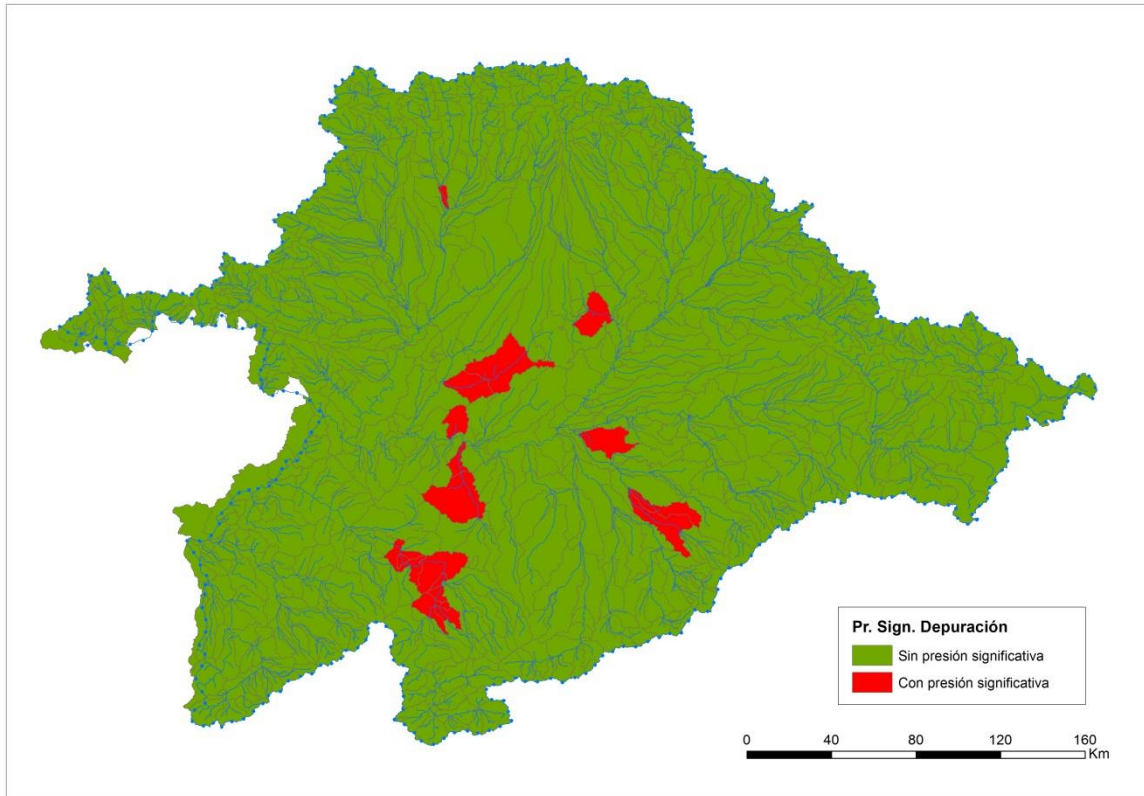 Pr. Sign. Depuración
Sin presión significativa
Con presión significativa
0 40 80 120 160
Km